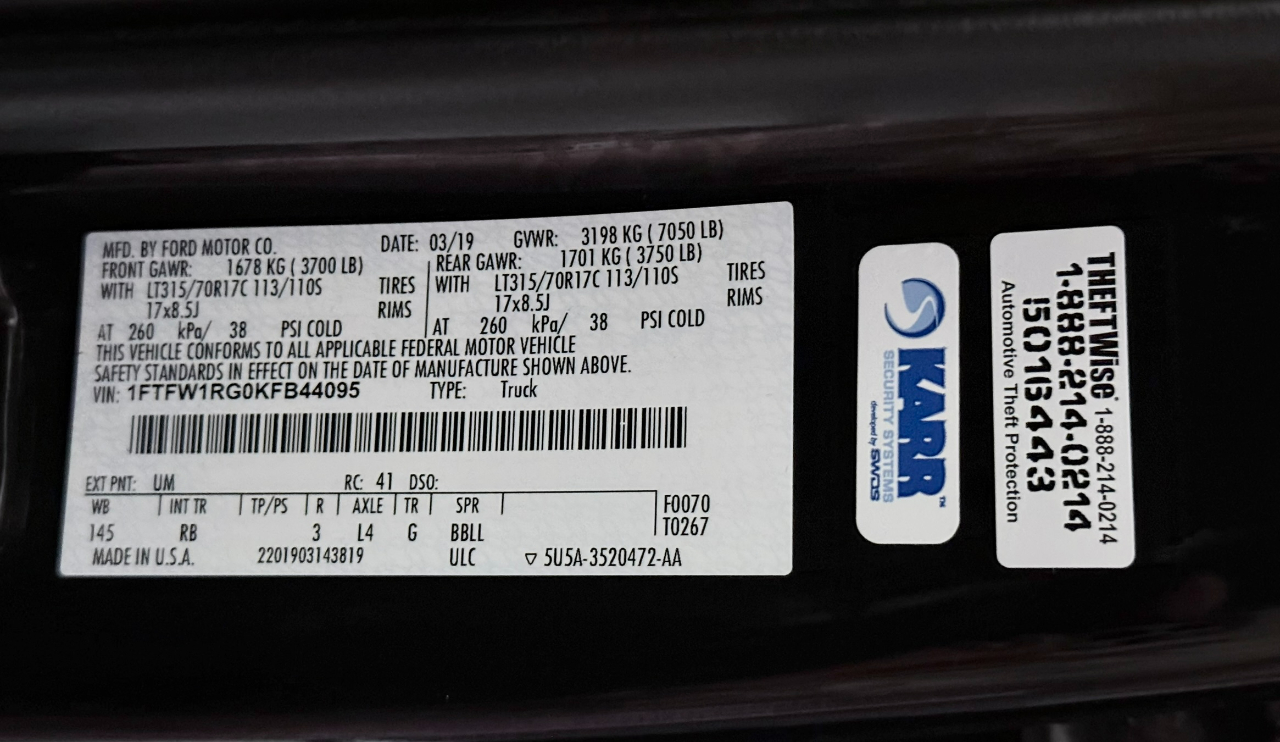 MFD. BY FORD MOTOR CO. DATE: 03/19 GVWR: 3198 KG ( 7050 LB)
FRONT GAWR: 1678 KG ( 3700 LB) REAR GAWR: 1701 KG ( 3750 LB)
WITH LT315/70R17C 113/110S TIRES WITH LT315/70R17C 113/110S TIRES
17x8.5J RIMS 17x8.5J RIMS
AT 260 kPa/ 38 PSI COLD AT 260 kPa/ 38 PSI COLD
THIS VEHICLE CONFORMS TO ALL APPLICABLE FEDERAL MOTOR VEHICLE
SAFETY STANDARDS IN EFFECT ON THE DATE OF MANUFACTURE SHOWN ABOVE.
VIN: 1FTFW1RG0KFB44095 TYPE: Truck
EXT PNT: UM RC: 41 DSO:
WB INT TR TP/PS R AXLE TR SPR F0070
145 RB 3 L4 G BBLL T0267
MADE IN U.S.A. 2201903143819 ULC ▽ 5U5A-3520472-AA
KARR™
SECURITY SYSTEMS
developed by SWDS
THEFTWise. 1-888-214-0214
1-888-214-0214
i5018443
Automotive Theft Protection